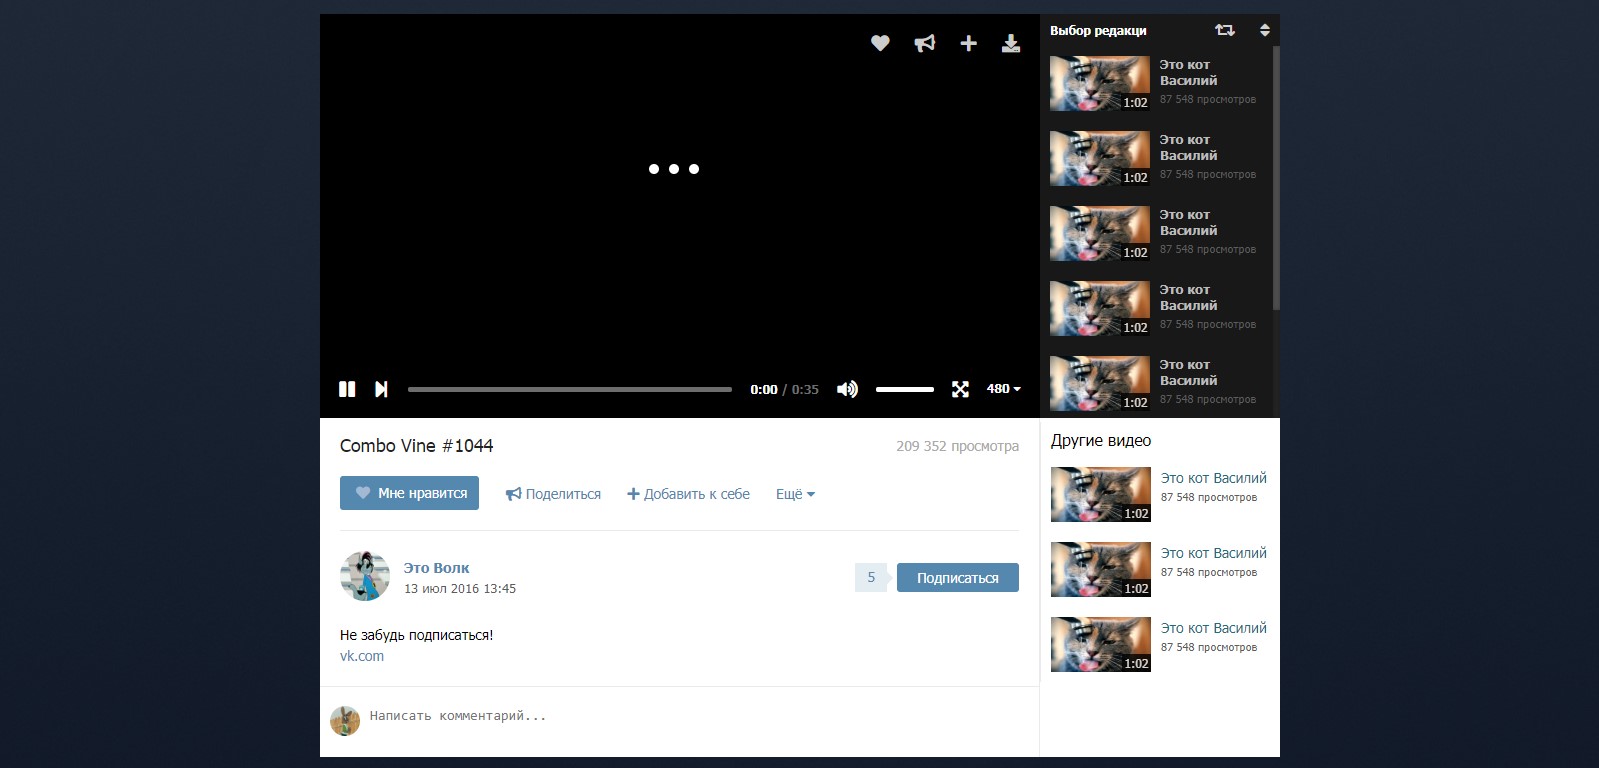 Выбор редакци
Это кот
Василий
87 548 просмотров
1:02
Это кот
Василий
87 548 просмотров
1:02
Это кот
Василий
87 548 просмотров
1:02
Это кот
Василий
87 548 просмотров
1:02
Это кот
Василий
87 548 просмотров
1:02
0:00 / 0:35
480
Combo Vine #1044
209 352 просмотра
Мне нравится
Поделиться
Добавить к себе
Ещё
Это Волк
13 июл 2016 13:45
5
Подписаться
Не забудь подписаться!
vk.com
Написать комментарий...
Другие видео
Это кот Василий
87 548 просмотров
1:02
Это кот Василий
87 548 просмотров
1:02
Это кот Василий
87 548 просмотров
1:02